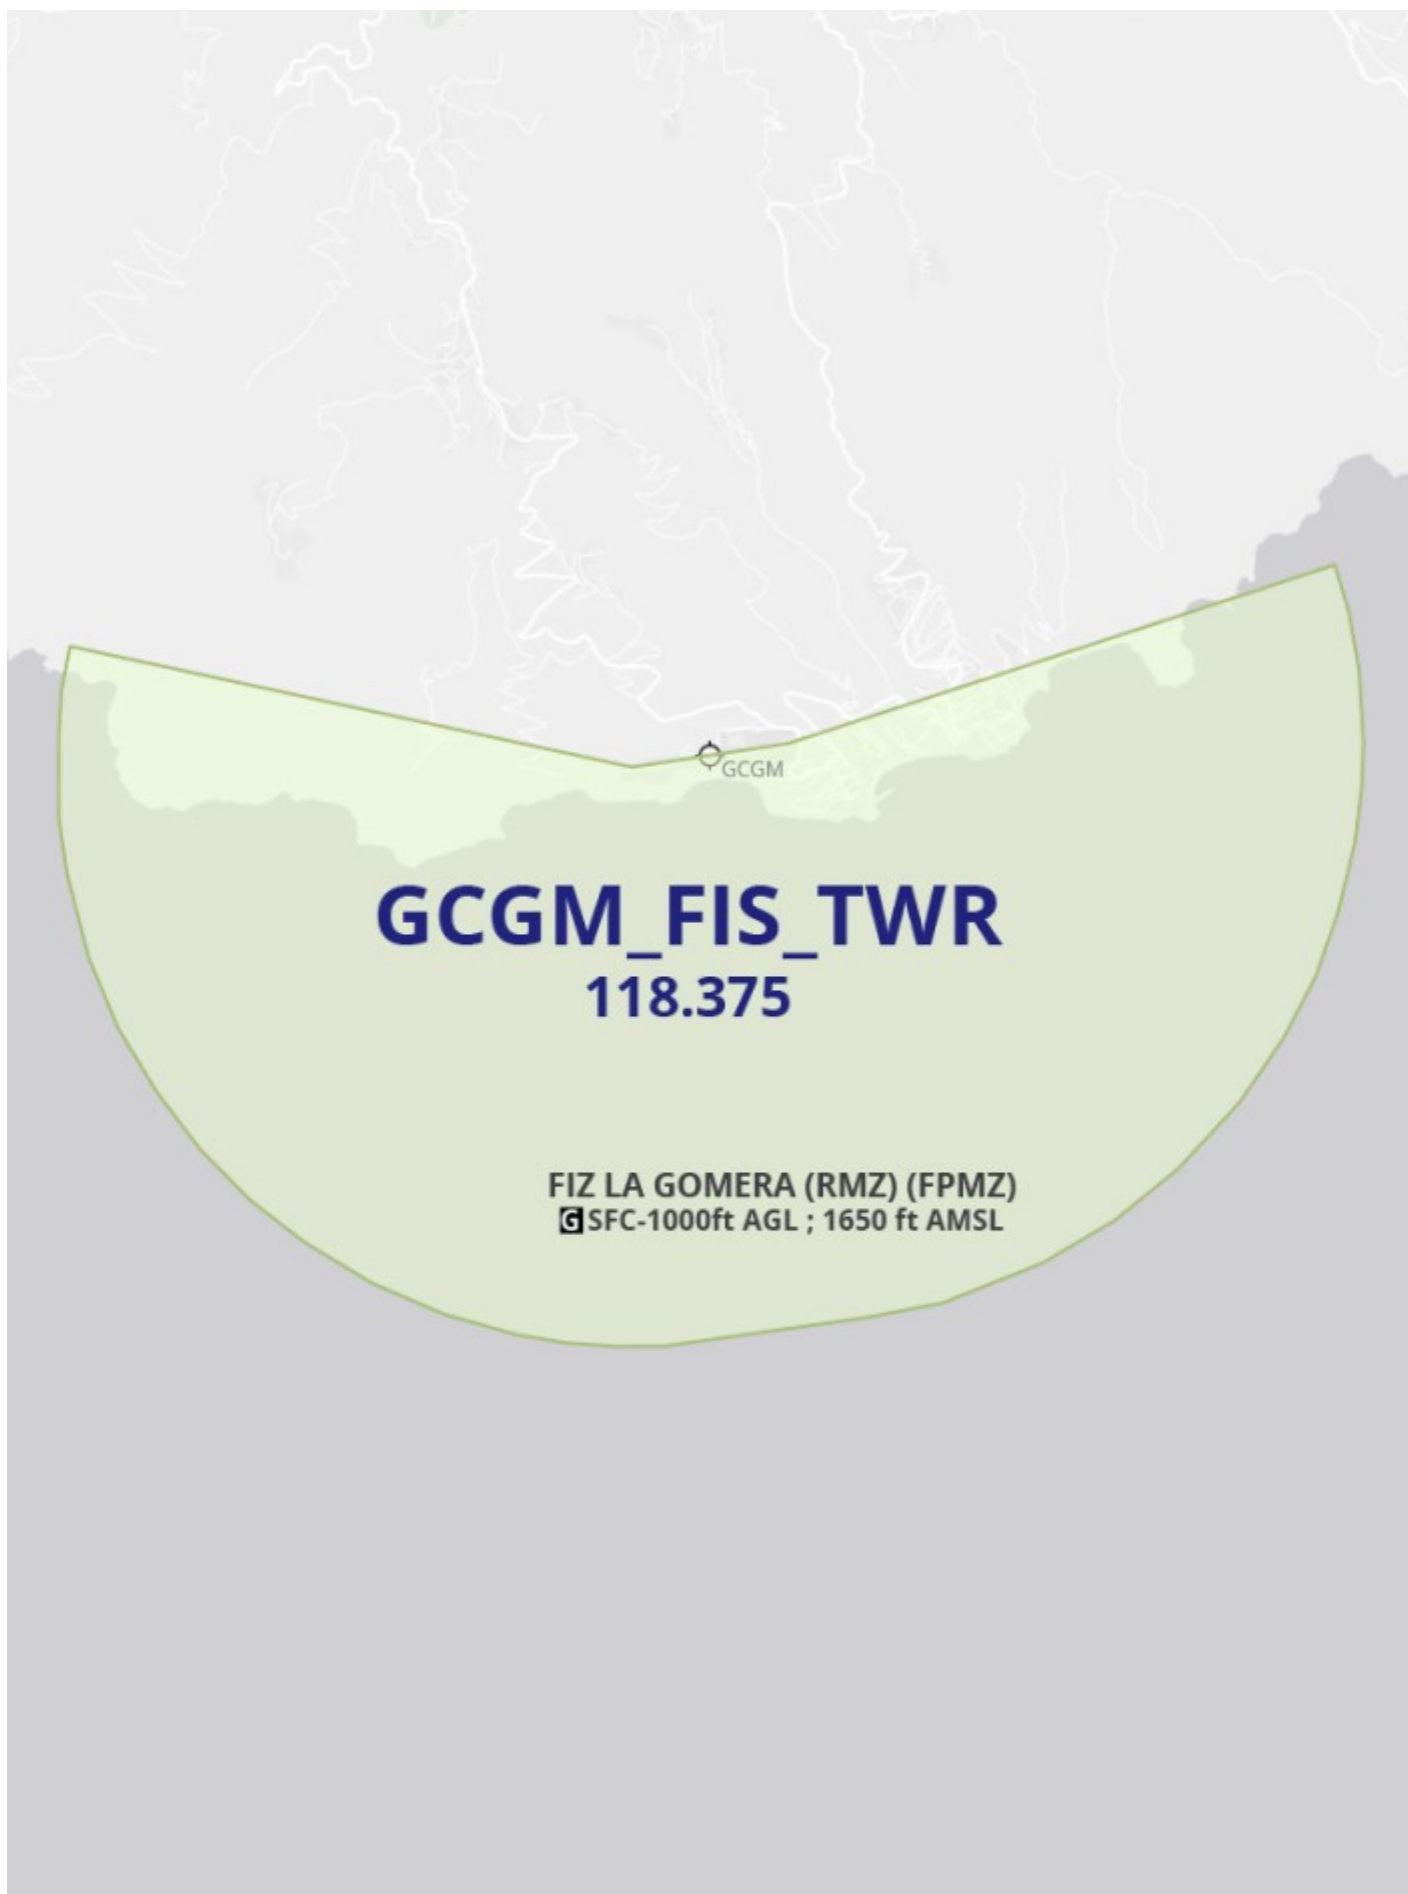 GCGM
GCGM_FIS_TWR
118.375
FIZ LA GOMERA (RMZ) (FPMZ)
G SFC-1000ft AGL ; 1650 ft AMSL